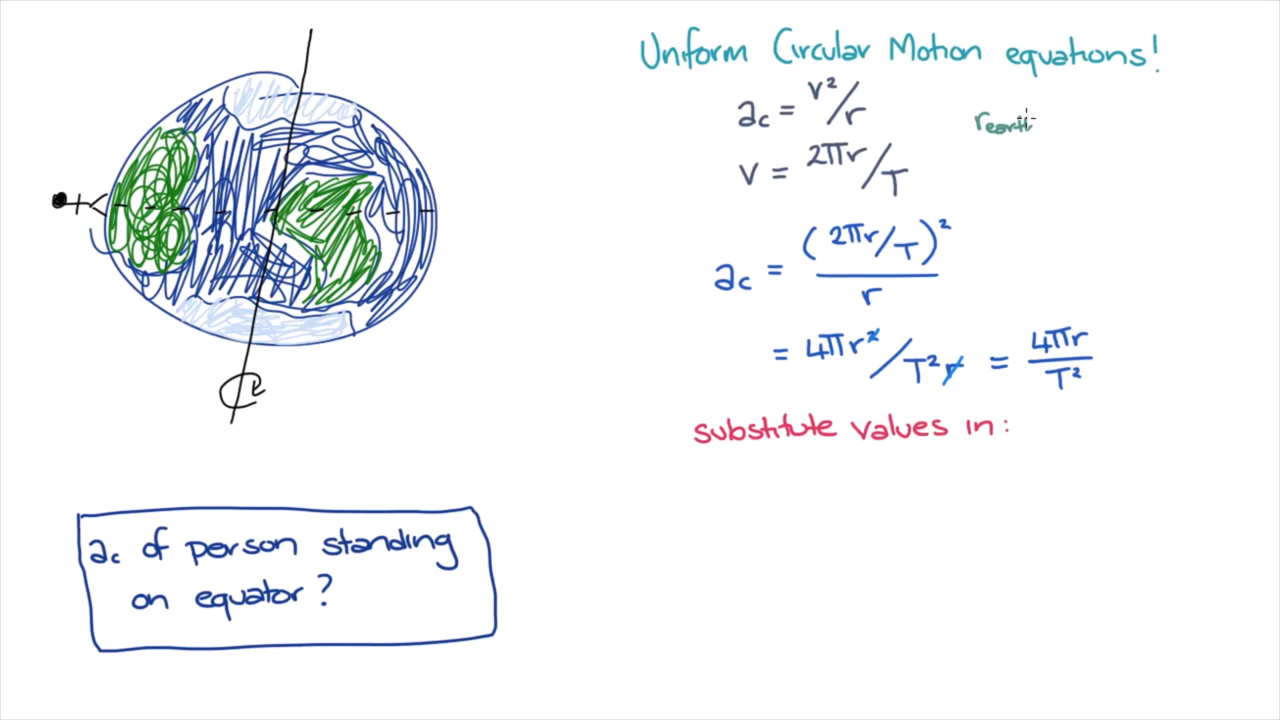 Uniform Circular Motion equations!
ac = v²/r
rearth
v = 2πr/T
ac = (2πr/T)²
r
= 4πr²/T²r = 4πr
T²
substitute values in:
ac of person standing
on equator?